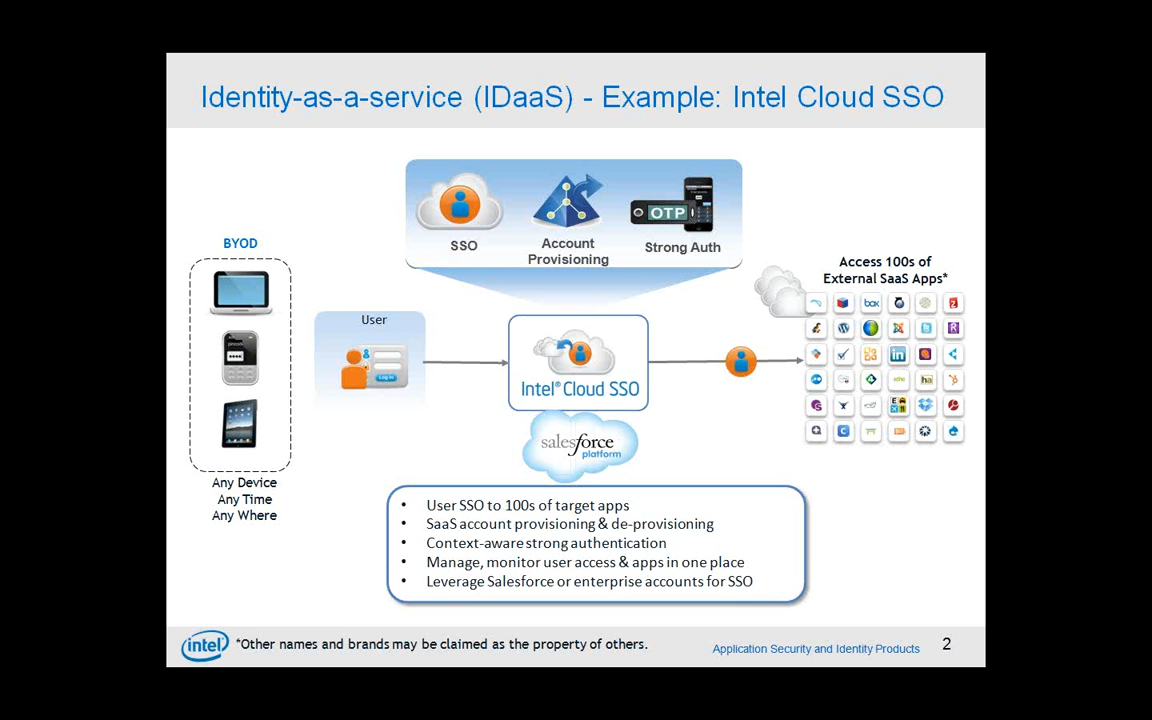 Identity-as-a-service (IDaaS) - Example: Intel Cloud SSO
SSO
Account
Provisioning
OTP
Strong Auth
BYOD
Any Device
Any Time
Any Where
User
Log In
Intel® Cloud SSO
salesforce
platform
Access 100s of
External SaaS Apps*
box
in
• User SSO to 100s of target apps
• SaaS account provisioning & de-provisioning
• Context-aware strong authentication
• Manage, monitor user access & apps in one place
• Leverage Salesforce or enterprise accounts for SSO
intel
*Other names and brands may be claimed as the property of others.
Application Security and Identity Products
2